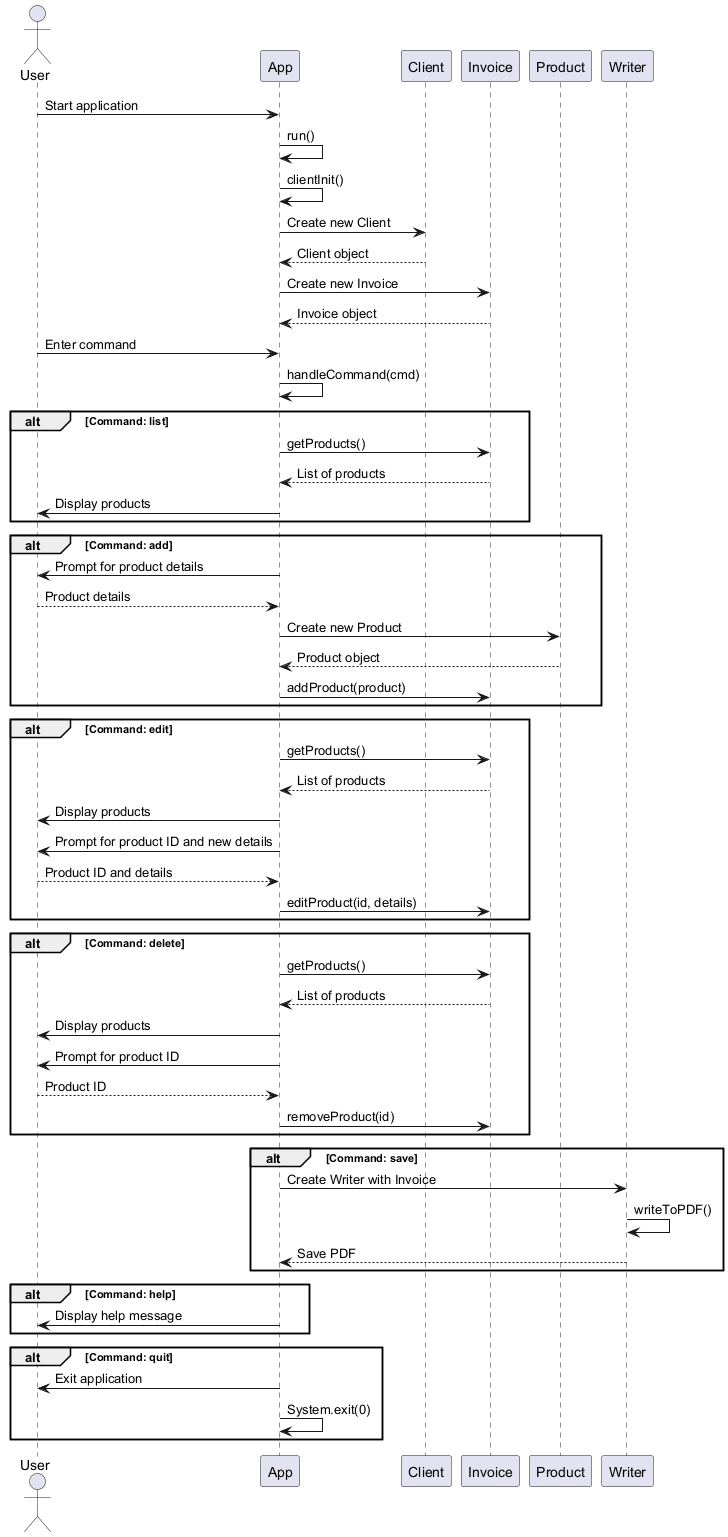 User
App
Client
Invoice
Product
Writer
Start application
run()
clientInit()
Create new Client
Client object
Create new Invoice
Invoice object
Enter command
handleCommand(cmd)
alt [Command: list]
getProducts()
List of products
Display products
alt [Command: add]
Prompt for product details
Product details
Create new Product
Product object
addProduct(product)
alt [Command: edit]
getProducts()
List of products
Display products
Prompt for product ID and new details
Product ID and details
editProduct(id, details)
alt [Command: delete]
getProducts()
List of products
Display products
Prompt for product ID
Product ID
removeProduct(id)
alt [Command: save]
Create Writer with Invoice
writeToPDF()
Save PDF
alt [Command: help]
Display help message
alt [Command: quit]
Exit application
System.exit(0)
User
App
Client
Invoice
Product
Writer